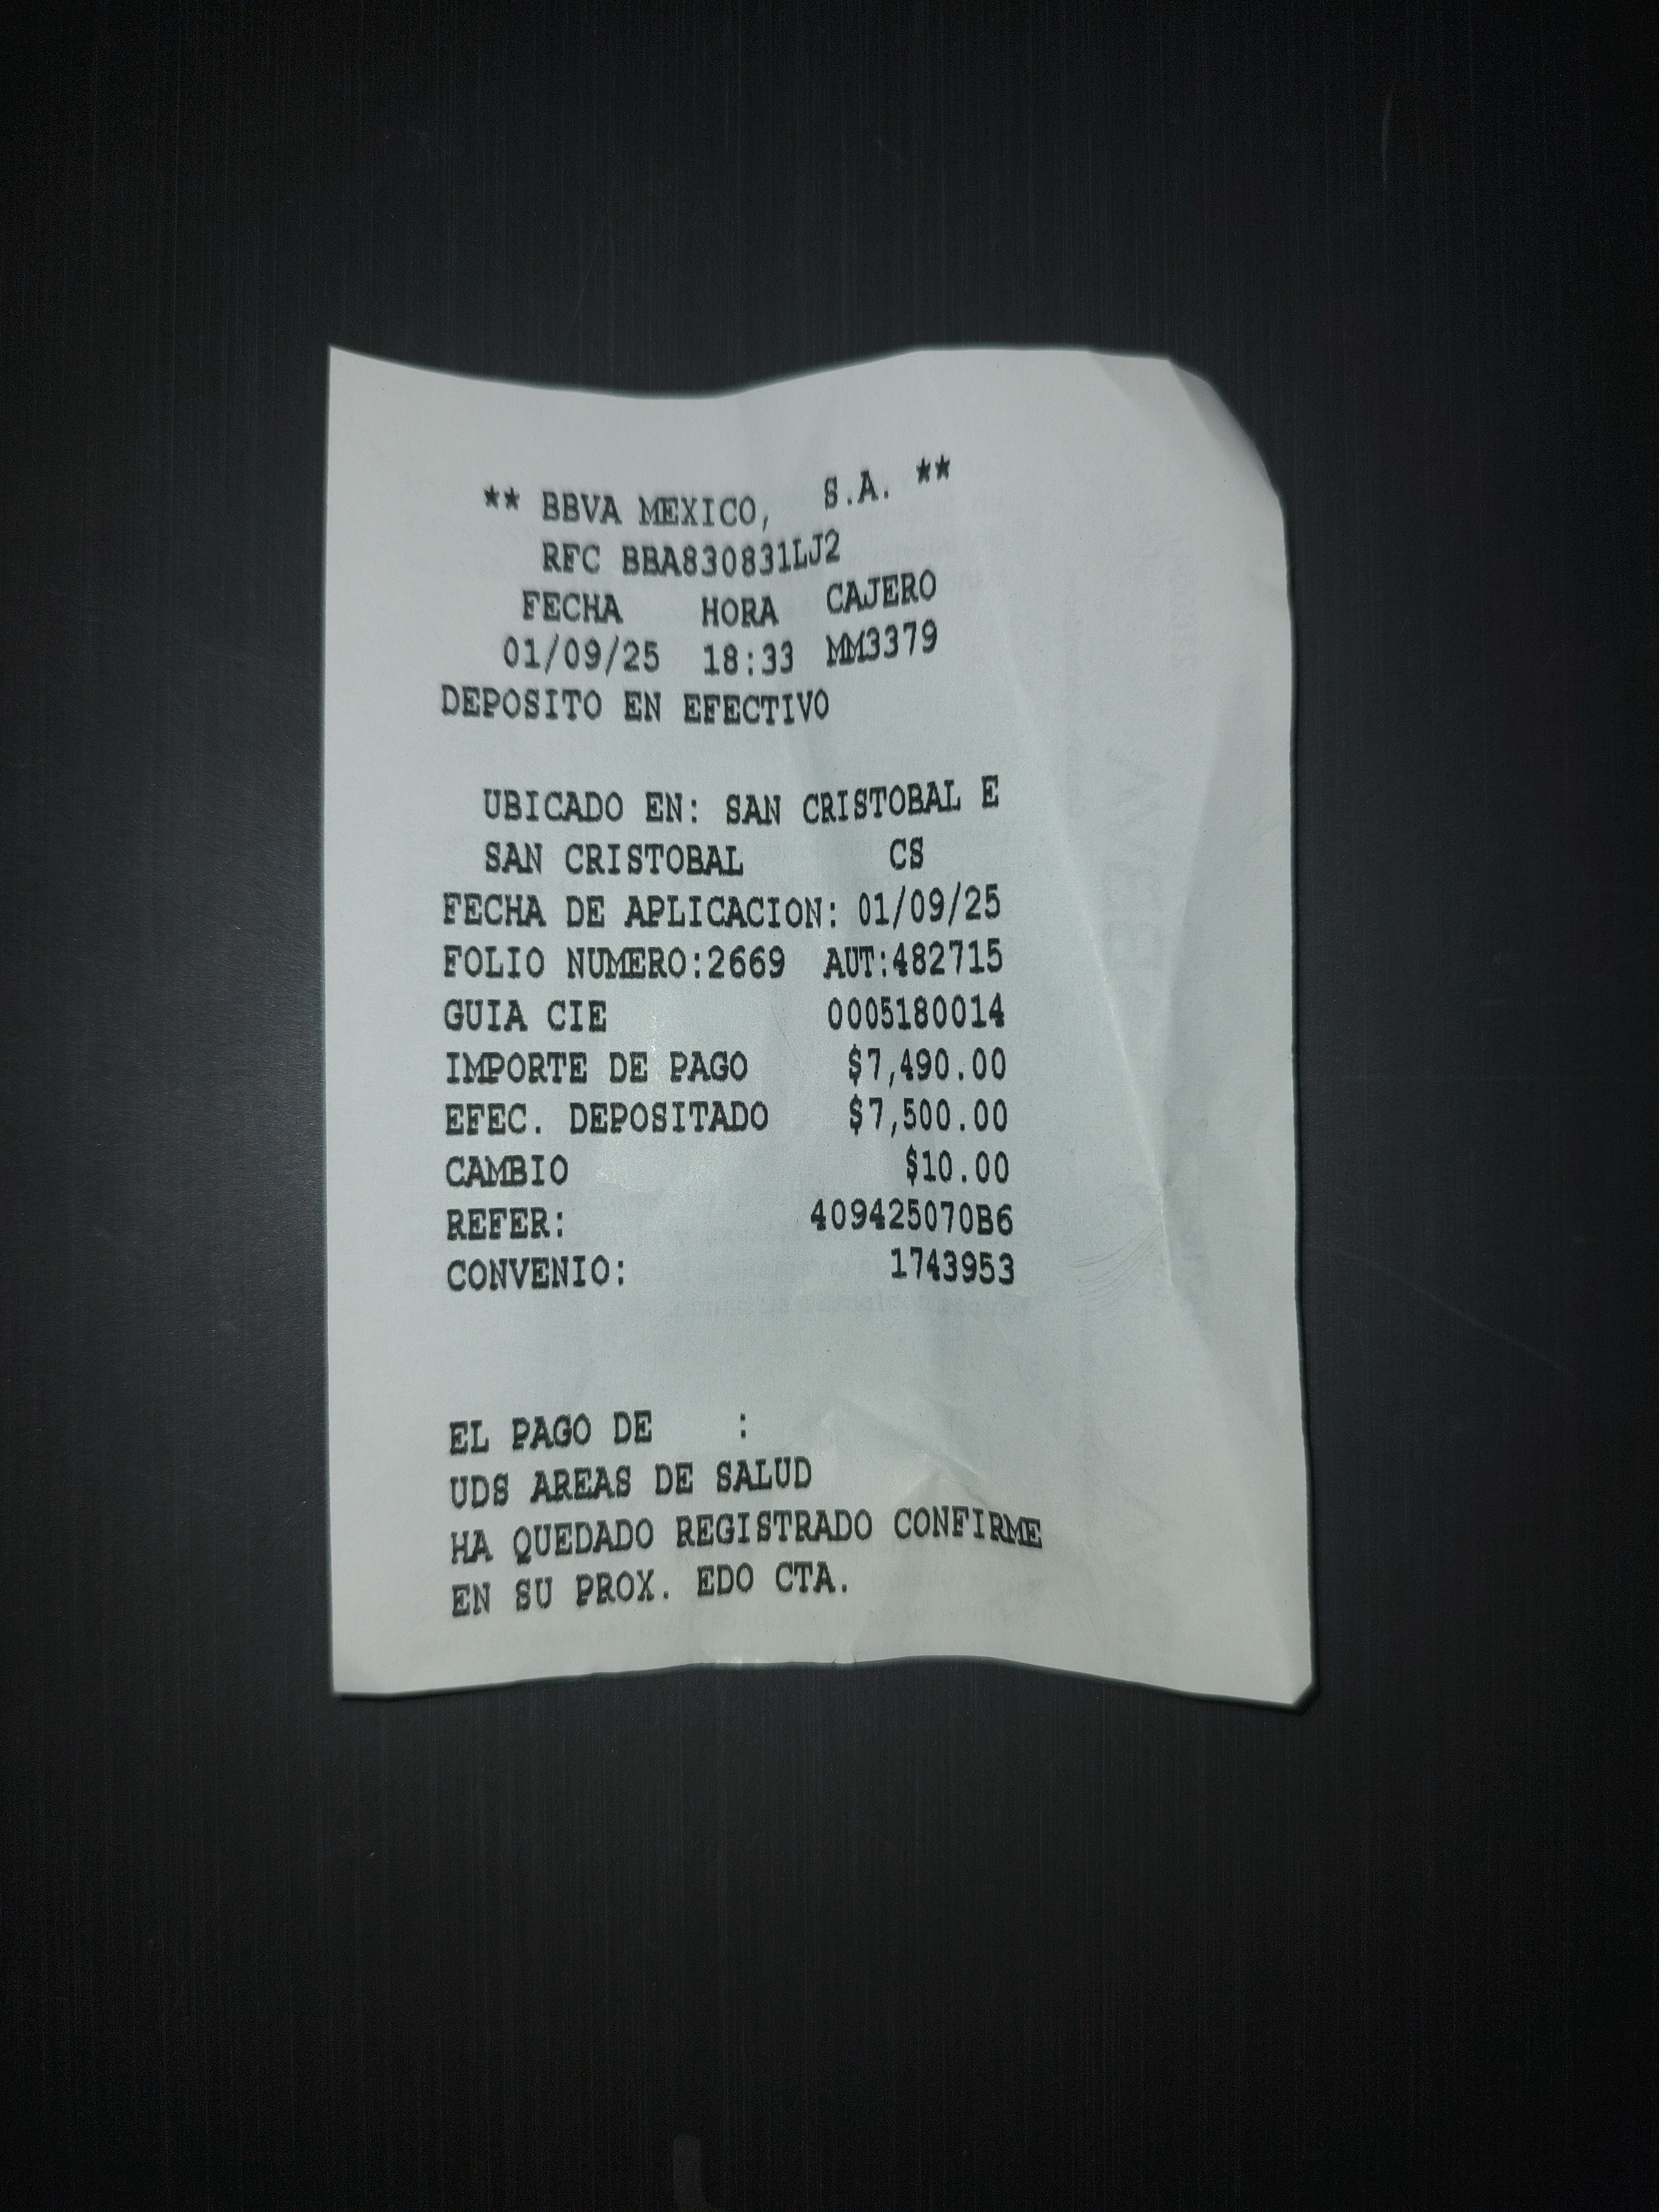 ** BBVA MEXICO, S.A. **
RFC BBA830831LJ2
FECHA HORA CAJERO
01/09/25 18:33 MM3379
DEPOSITO EN EFECTIVO
UBICADO EN: SAN CRISTOBAL E
SAN CRISTOBAL CS
FECHA DE APLICACION: 01/09/25
FOLIO NUMERO:2669 AUT:482715
GUIA CIE 0005180014
IMPORTE DE PAGO $7,490.00
EFEC. DEPOSITADO $7,500.00
CAMBIO $10.00
REFER: 409425070B6
CONVENIO: 1743953
EL PAGO DE :
UDS AREAS DE SALUD
HA QUEDADO REGISTRADO CONFIRME
EN SU PROX. EDO CTA.